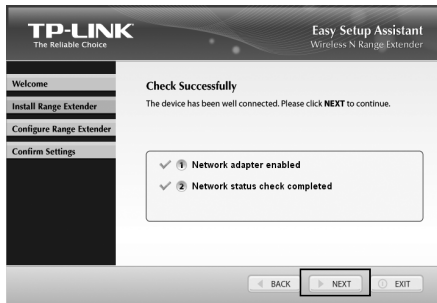 TP-LINK
The Reliable Choice
Easy Setup Assistant
Wireless N Range Extender
Welcome
Install Range Extender
Configure Range Extender
Confirm Settings
Check Successfully
The device has been well connected. Please click NEXT to continue.
1 Network adapter enabled
2 Network status check completed
BACK
NEXT
EXIT